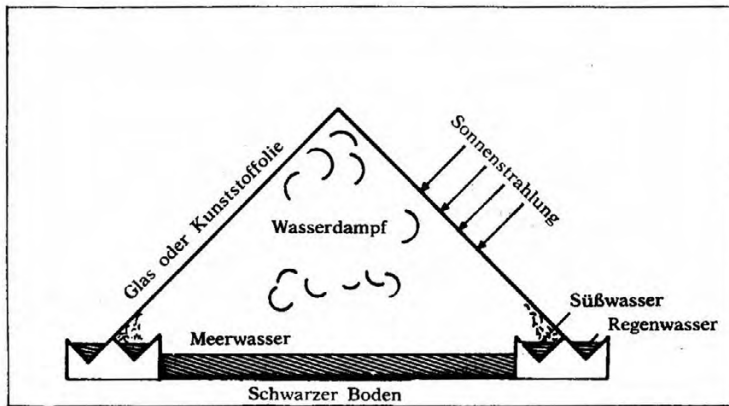 Glas oder Kunststoffolie
Sonnenstrahlung
Wasserdampf
Süßwasser
Regenwasser
Meerwasser
Schwarzer Boden